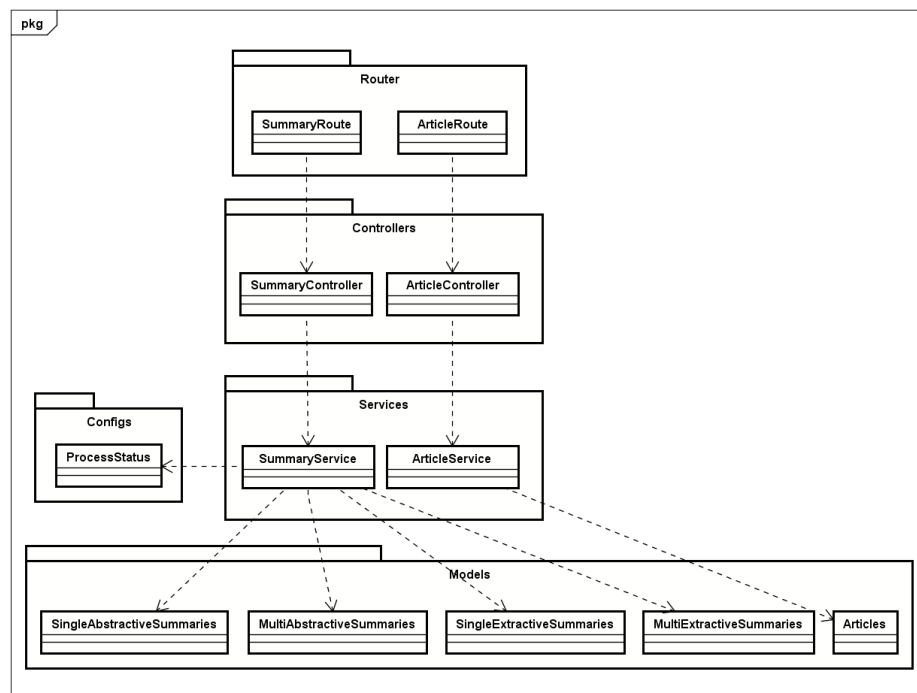 pkg
Router
SummaryRoute
ArticleRoute
Controllers
SummaryController
ArticleController
Services
Configs
SummaryService
ArticleService
ProcessStatus
Models
SingleAbstractiveSummaries
MultiAbstractiveSummaries
SingleExtractiveSummaries
MultiExtractiveSummaries
Articles